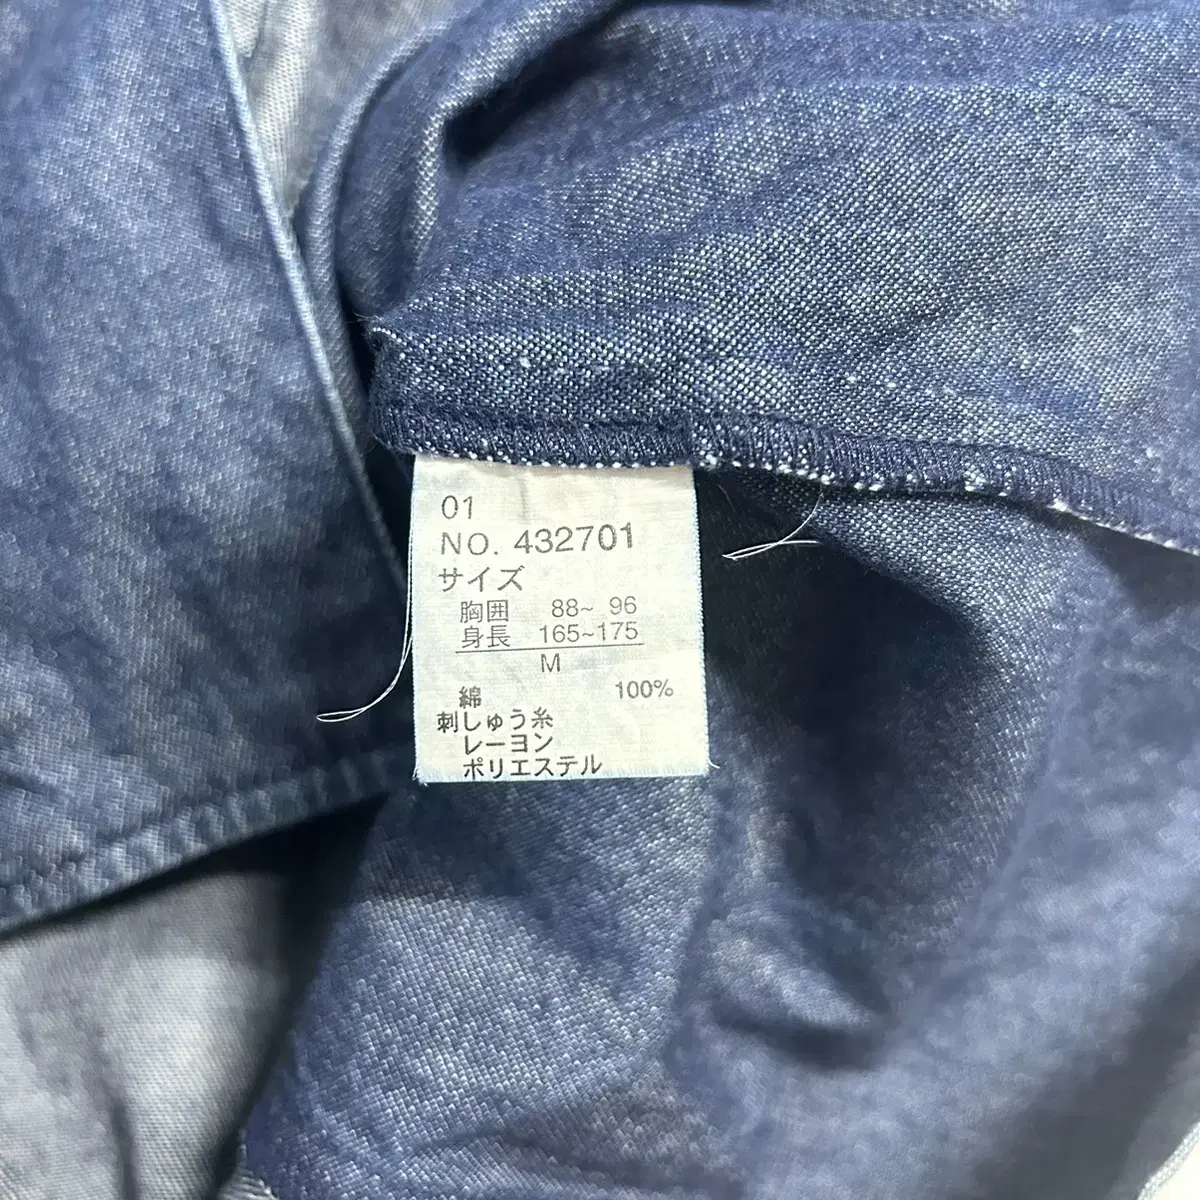 01
NO. 432701
サイズ
胸囲 88~ 96
身長 165~175
M
綿 100%
刺しゅう糸
レーヨン
ポリエステル